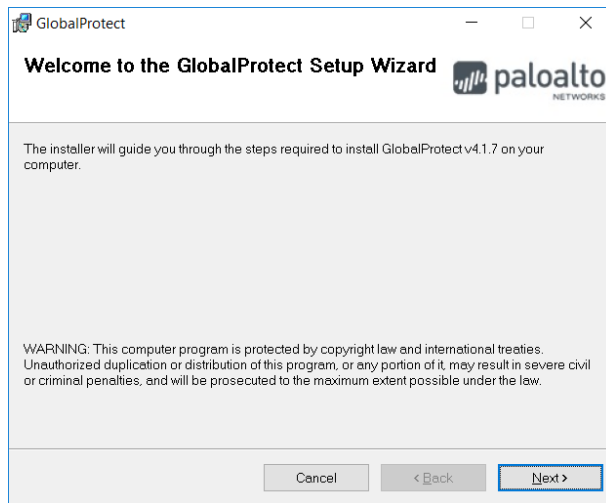 GlobalProtect
Welcome to the GlobalProtect Setup Wizard
paloalto
NETWORKS
The installer will guide you through the steps required to install GlobalProtect v4.1.7 on your
computer.
WARNING: This computer program is protected by copyright law and international treaties.
Unauthorized duplication or distribution of this program, or any portion of it, may result in severe civil
or criminal penalties, and will be prosecuted to the maximum extent possible under the law.
Cancel
< Back
Next >